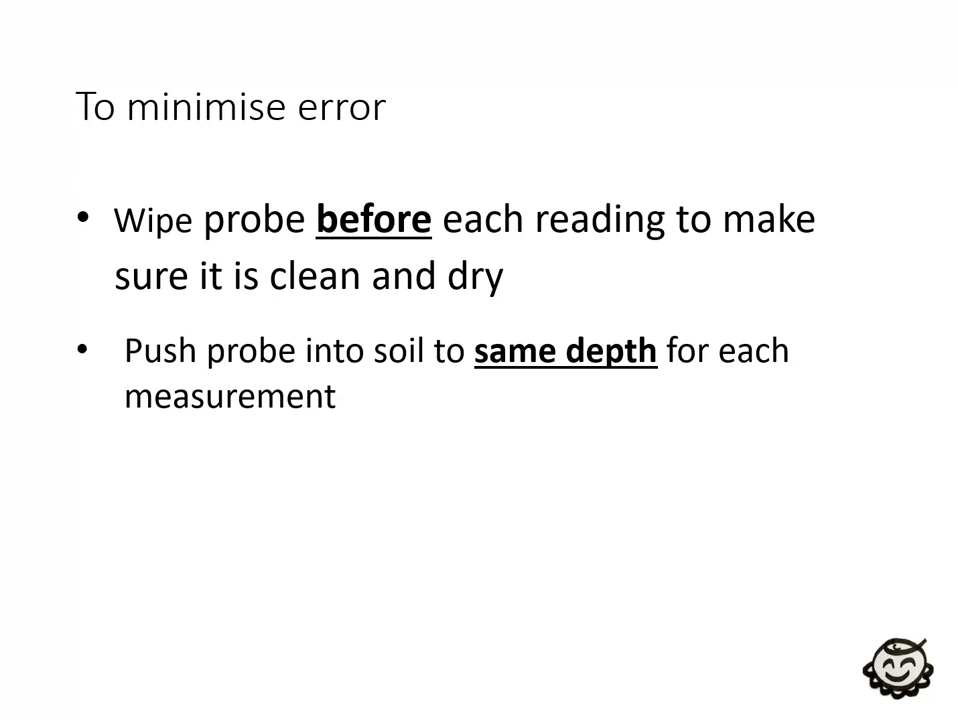 To minimise error
• Wipe probe before each reading to make
sure it is clean and dry
• Push probe into soil to same depth for each
measurement